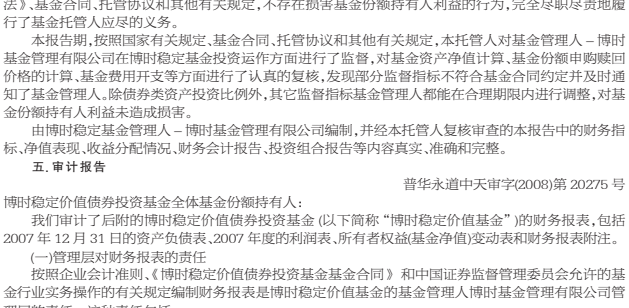 法》、基金合同、托管协议和其他有关规定,不存在损害基金份额持有人利益的行为,完全尽职尽责地履
行了基金托管人应尽的义务。
本报告期,按照国家有关规定、基金合同、托管协议和其他有关规定,本托管人对基金管理人–博时
基金管理有限公司在博时稳定基金投资运作方面进行了监督,对基金资产净值计算、基金份额申购赎回
价格的计算、基金费用开支等方面进行了认真的复核,发现部分监督指标不符合基金合同约定并及时通
知了基金管理人。除债券类资产投资比例外,其它监督指标基金管理人都能在合理期限内进行调整,对基
金份额持有人利益未造成损害。
由博时稳定基金管理人–博时基金管理有限公司编制,并经本托管人复核审查的本报告中的财务指
标、净值表现、收益分配情况、财务会计报告、投资组合报告等内容真实、准确和完整。
五.审计报告
普华永道中天审字(2008)第 20275 号
博时稳定价值债券投资基金全体基金份额持有人:
我们审计了后附的博时稳定价值债券投资基金(以下简称“博时稳定价值基金”)的财务报表,包括
2007 年 12 月 31 日的资产负债表、2007 年度的利润表、所有者权益(基金净值)变动表和财务报表附注。
(一)管理层对财务报表的责任
按照企业会计准则、《博时稳定价值债券投资基金基金合同》和中国证券监督管理委员会允许的基
金行业实务操作的有关规定编制财务报表是博时稳定价值基金的基金管理人博时基金管理有限公司管